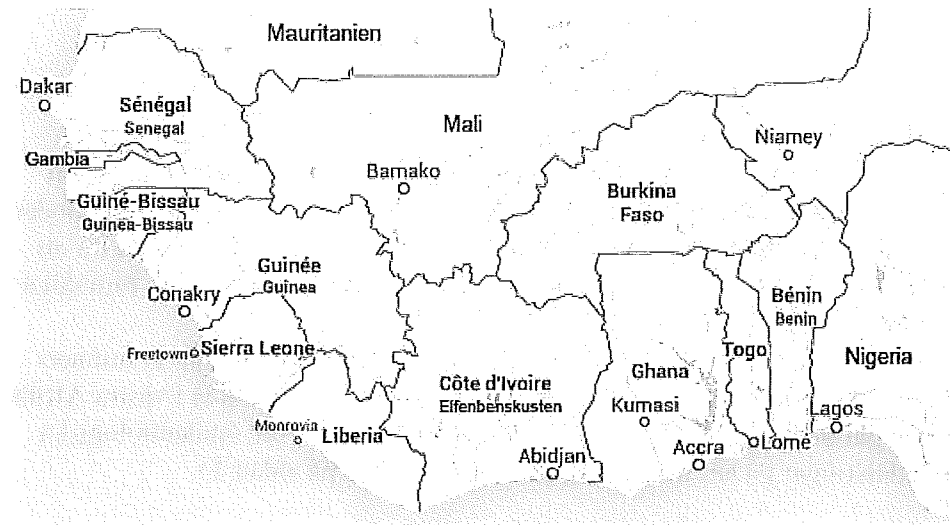 Mauritanien
Dakar
Sénégal
Senegal
Mali
Niamey
Gambia
Bamako
Burkina
Faso
Guiné-Bissau
Guinea-Bissau
Guinée
Guinea
Conakry
Bénin
Benin
Freetown
Sierra Leone
Togo
Nigeria
Ghana
Côte d'Ivoire
Elfenbenskusten
Kumasi
Lagos
Monrovia
Liberia
Abidjan
Accra
Lomé